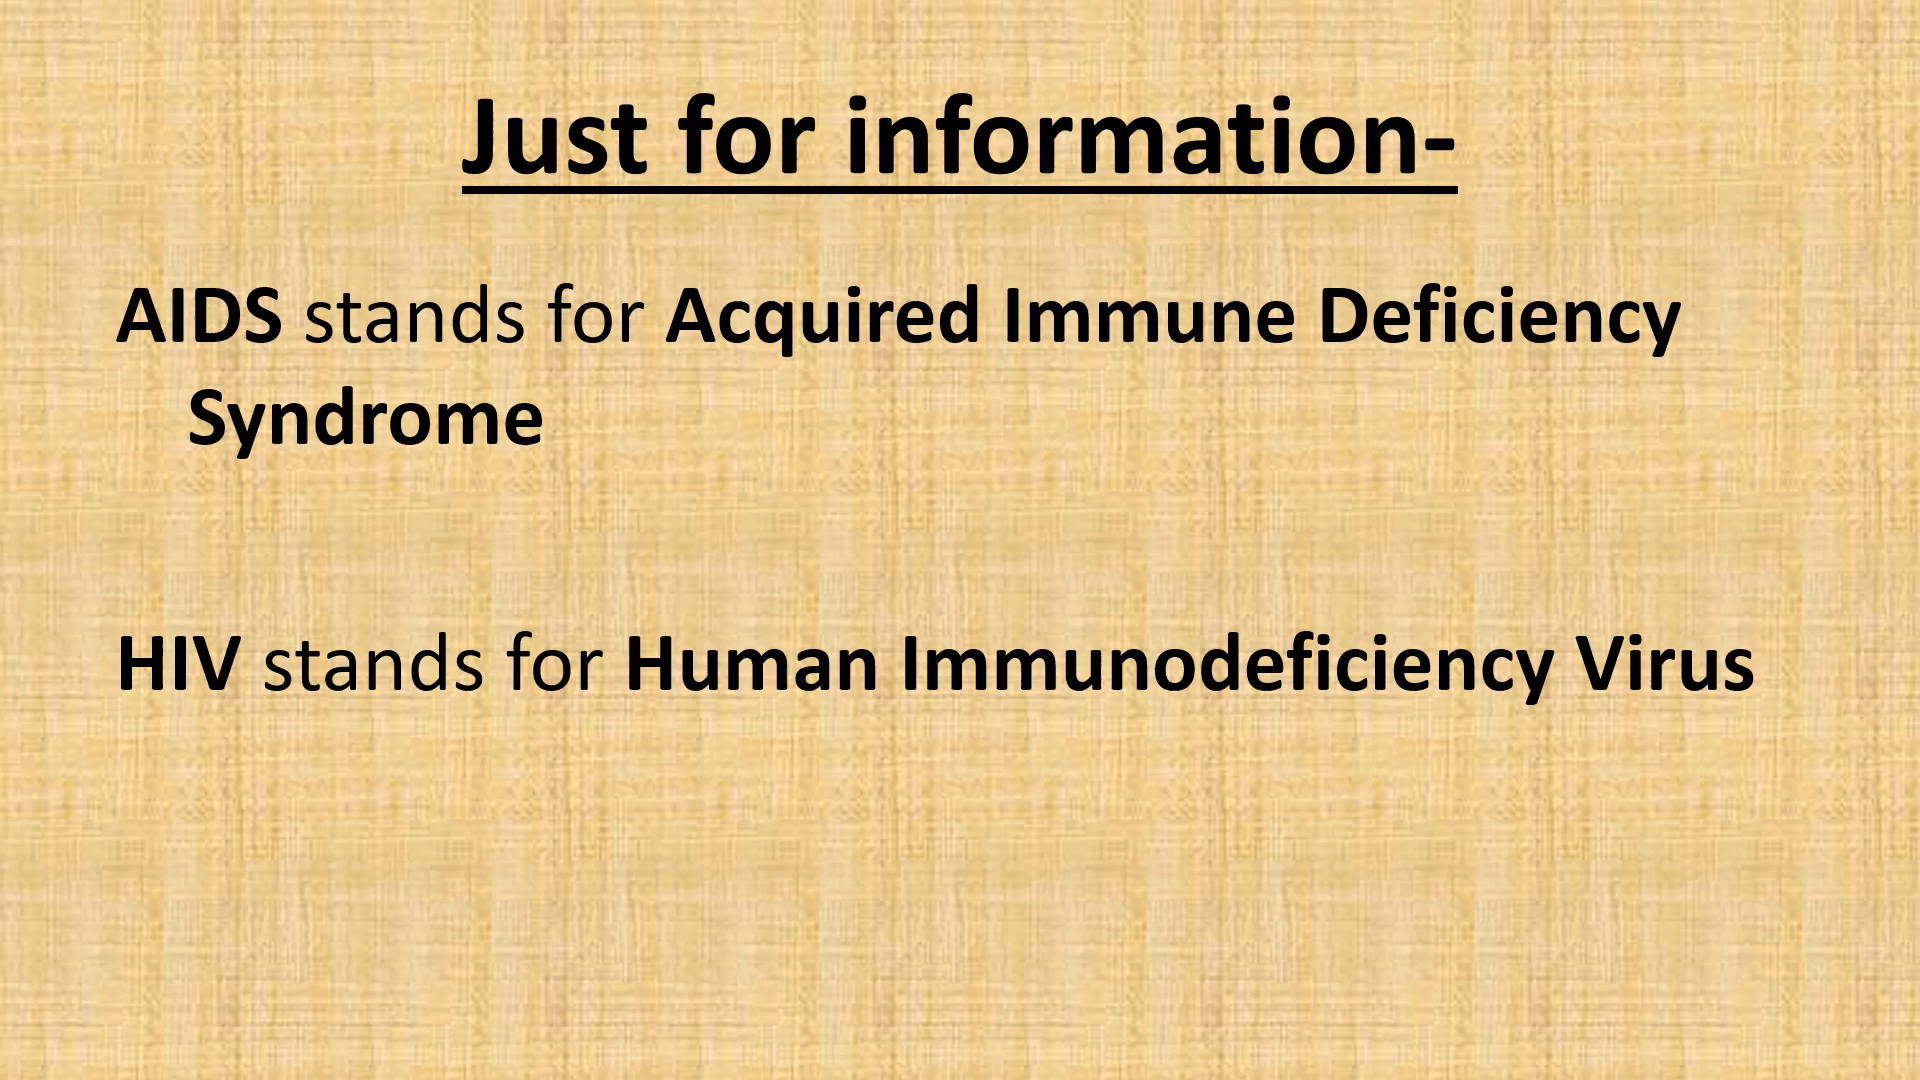 Just for information-
AIDS stands for Acquired Immune Deficiency
Syndrome
HIV stands for Human Immunodeficiency Virus